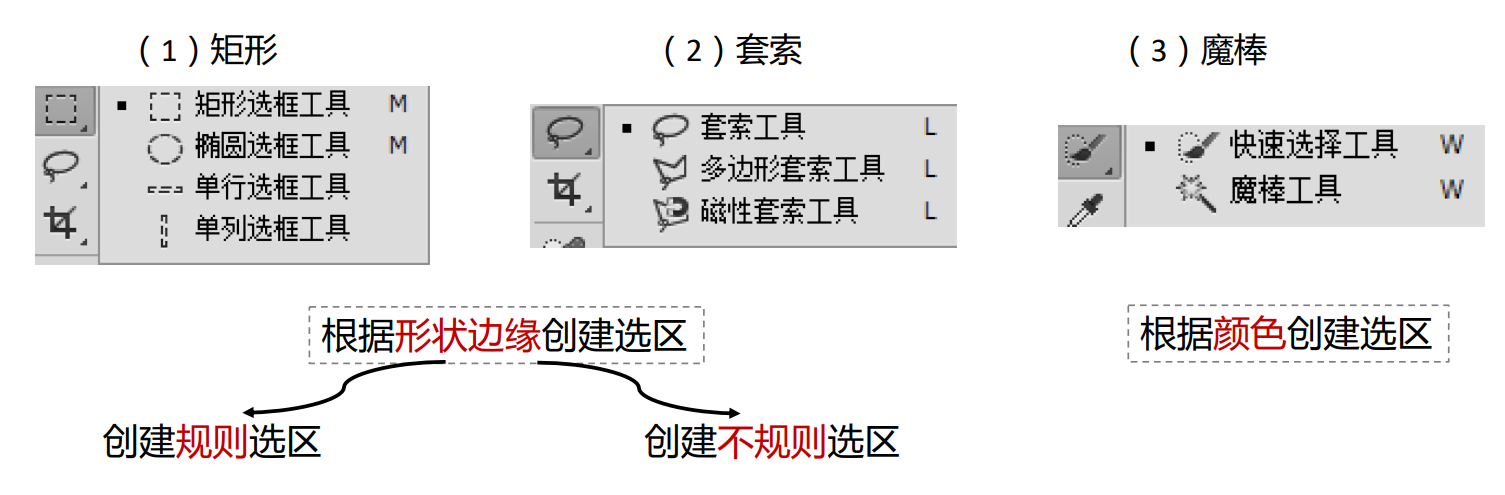 （1）矩形
矩形选框工具 M
椭圆选框工具 M
单行选框工具
单列选框工具
（2）套索
套索工具 L
多边形套索工具 L
磁性套索工具 L
（3）魔棒
快速选择工具 W
魔棒工具 W
根据形状边缘创建选区
根据颜色创建选区
创建规则选区
创建不规则选区